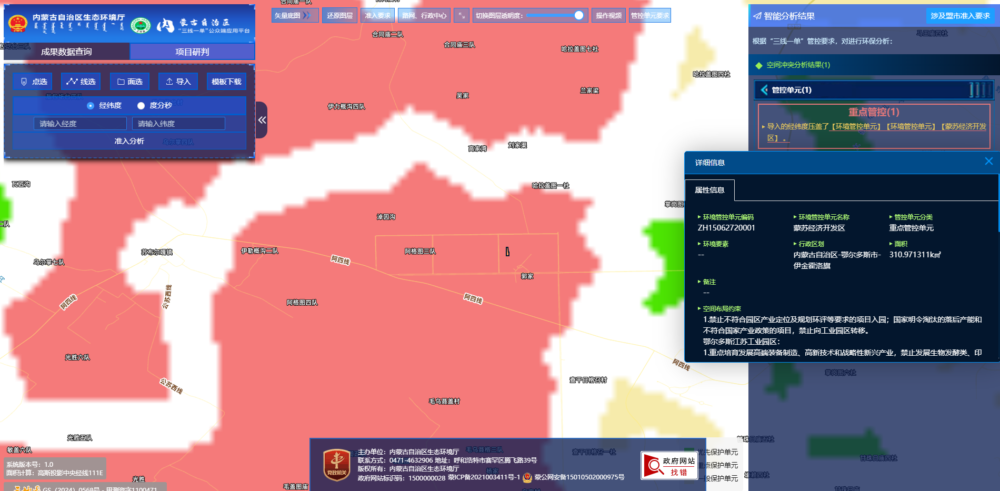 内蒙古自治区生态环境厅
蒙古自治区
“三线一单”公众端应用平台
成果数据查询
项目研判
点选
线选
面选
导入
模板下载
经纬度
度分秒
请输入经度
请输入纬度
准入分析
乌尔掌四队
矢量底图
还原图层
准入要求
路网、行政中心
切换图层透明度：
操作视频
管控单元要求
智能分析结果
涉及盟市准入要求
根据“三线一单”管控要求，对进行环保分析：
空间冲突分析结果(1)
管控单元(1)
重点管控(1)
导入的经纬度压盖了【环境管控单元】【环境管控单元】【蒙苏经济开发
区】。
详细信息
属性信息
环境管控单元编码
ZH15062720001
环境管控单元名称
蒙苏经济开发区
管控单元分类
重点管控单元
环境要素
--
行政区划
内蒙古自治区-鄂尔多斯市-
伊金霍洛旗
面积
310.971311k㎡
备注
--
空间布局约束
1.禁止不符合园区产业定位及规划环评等要求的项目入园；国家明令淘汰的落后产能和
不符合国家产业政策的项目，禁止向工业园区转移。
鄂尔多斯江苏工业园区：
1.重点培育发展高端装备制造、高新技术和战略性新兴产业，禁止发展生物发酵类、印
合同庙二队
合同庙三队
哈拉盖图七社
哈拉盖图四社
马王庙四社
吴家
兰家梁
伊力概沟四队
高家湾
刘家渠
瓦匠沟
哈拉盖图一社
掌岗图
淖因沟
二队
苏布尔嘎镇
伊勒概沟二队
阿格图三队
乌尔掌七队
阿四线
郭家
公苏西线
阿四线
阿格图四队
阿四线
光胜六队
阿四线
公苏西线
查干日格召村
掌岗图六社
毛乌聂盖村
光胜五队
敏盖六队
毛乌聂格三队
查干日格召一社
甘珠日庙五社
甘珠日庙四社
杨家
光胜
毛盖图庙
系统版本号：1.0
面积计算：高斯投影中央经线111E
GS（2024）0568号 - 甲测资字1100471
党政机关
主办单位：内蒙古自治区生态环境厅
联系方式：0471-4632906 地址：呼和浩特市赛罕区腾飞路39号
版权所有：内蒙古自治区生态环境厅
政府网站标识码：1500000028 蒙ICP备2021003411号-1 蒙公网安备15010502000975号
政府网站
找错
优先保护单元
重点保护单元
一般保护单元